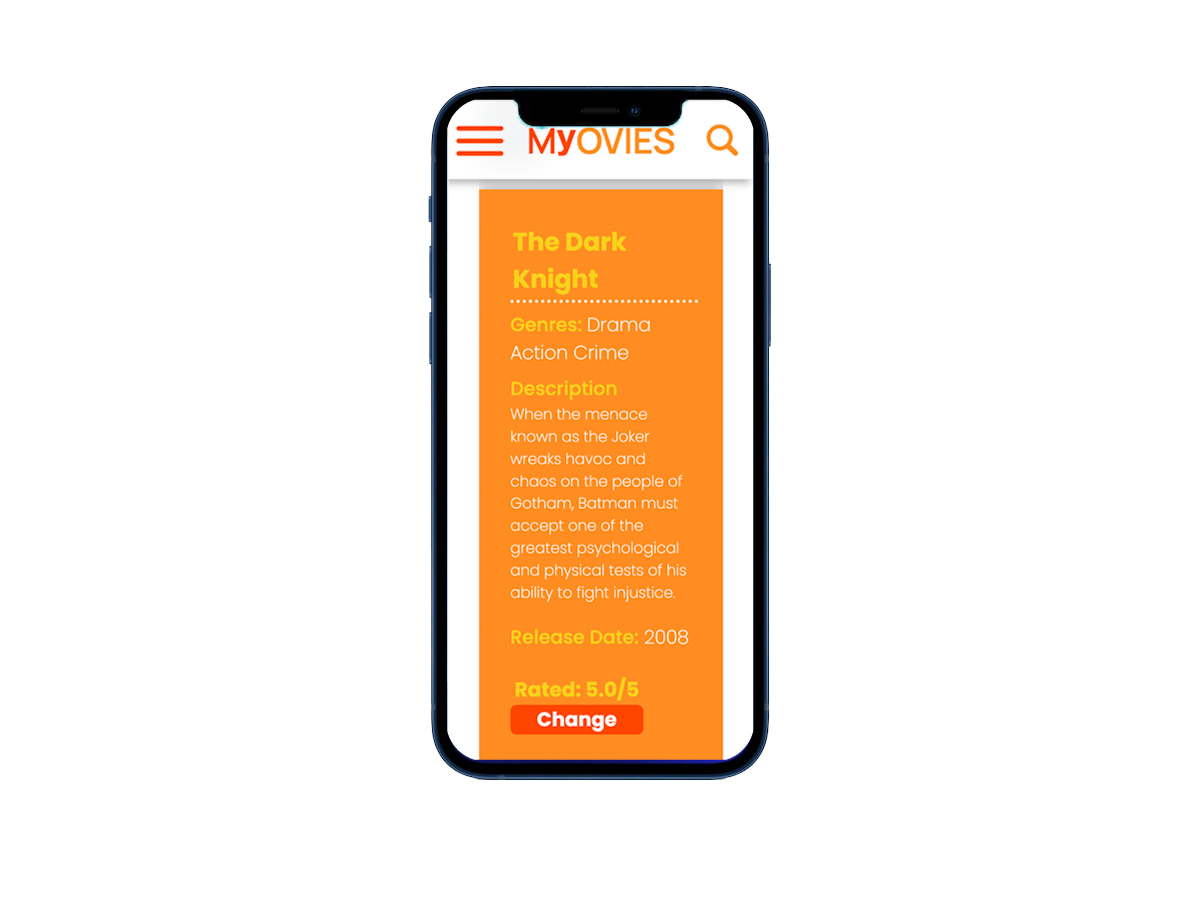 MyOVIES
The Dark
Knight
Genres: Drama
Action Crime
Description
When the menace
known as the Joker
wreaks havoc and
chaos on the people of
Gotham, Batman must
accept one of the
greatest psychological
and physical tests of his
ability to fight injustice.
Release Date: 2008
Rated: 5.0/5
Change